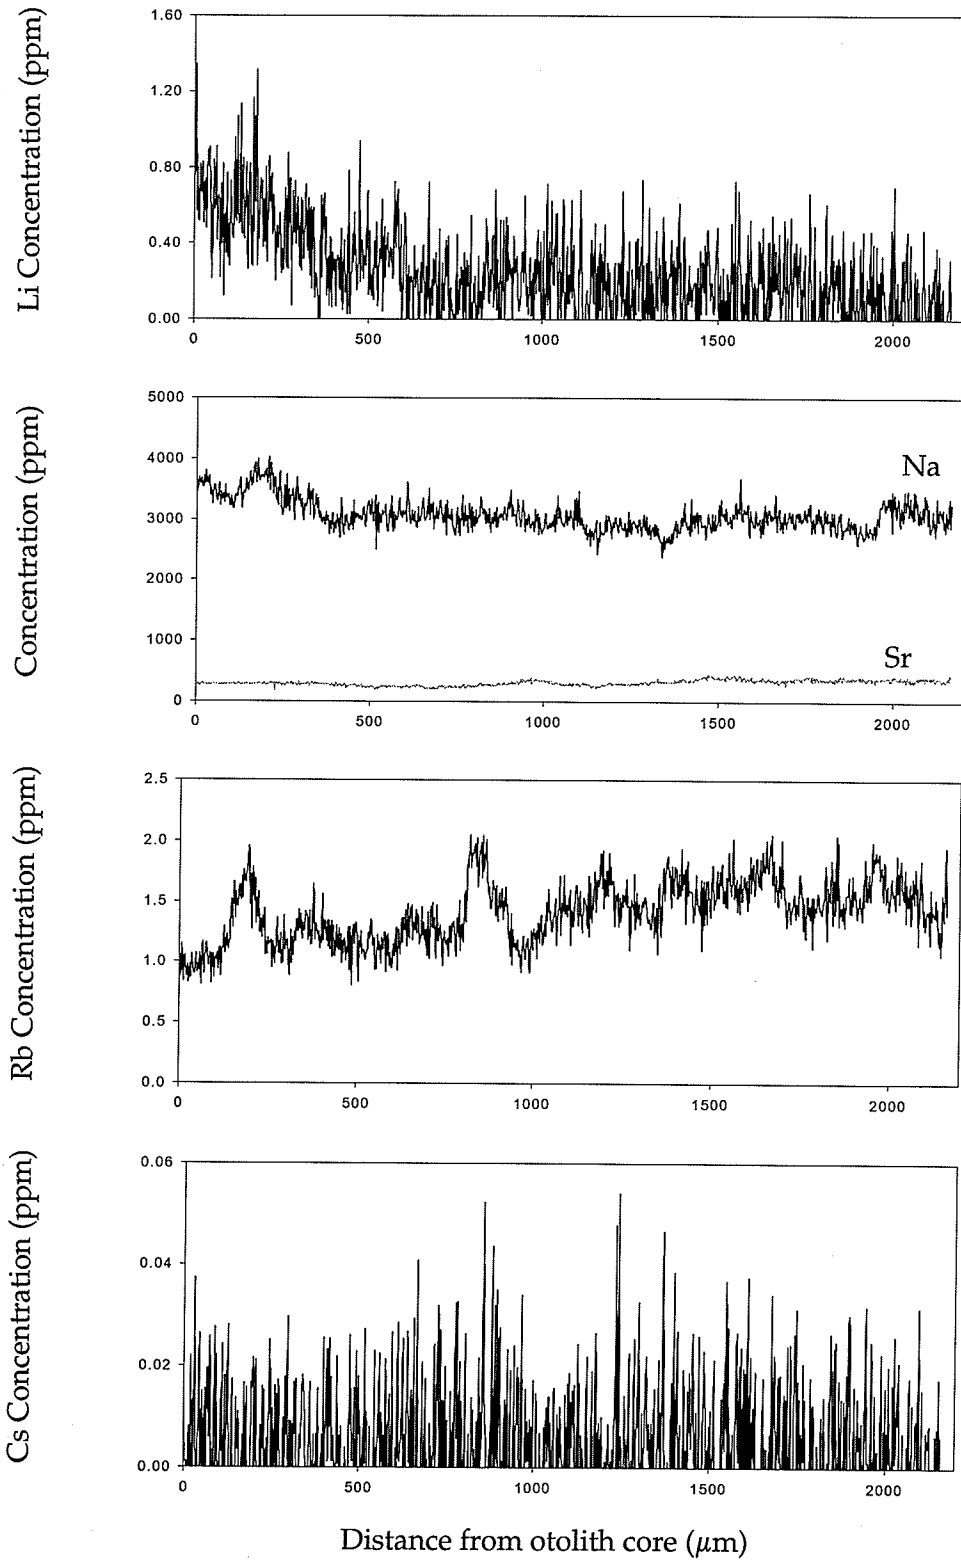 Li Concentration (ppm)
1.60
1.20
0.80
0.40
0.00
0 500 1000 1500 2000
Concentration (ppm)
5000
4000
3000
2000
1000
0
Na
Sr
0 500 1000 1500 2000
Rb Concentration (ppm)
2.5
2.0
1.5
1.0
0.5
0.0
0 500 1000 1500 2000
Cs Concentration (ppm)
0.06
0.04
0.02
0.00
0 500 1000 1500 2000
Distance from otolith core (μm)